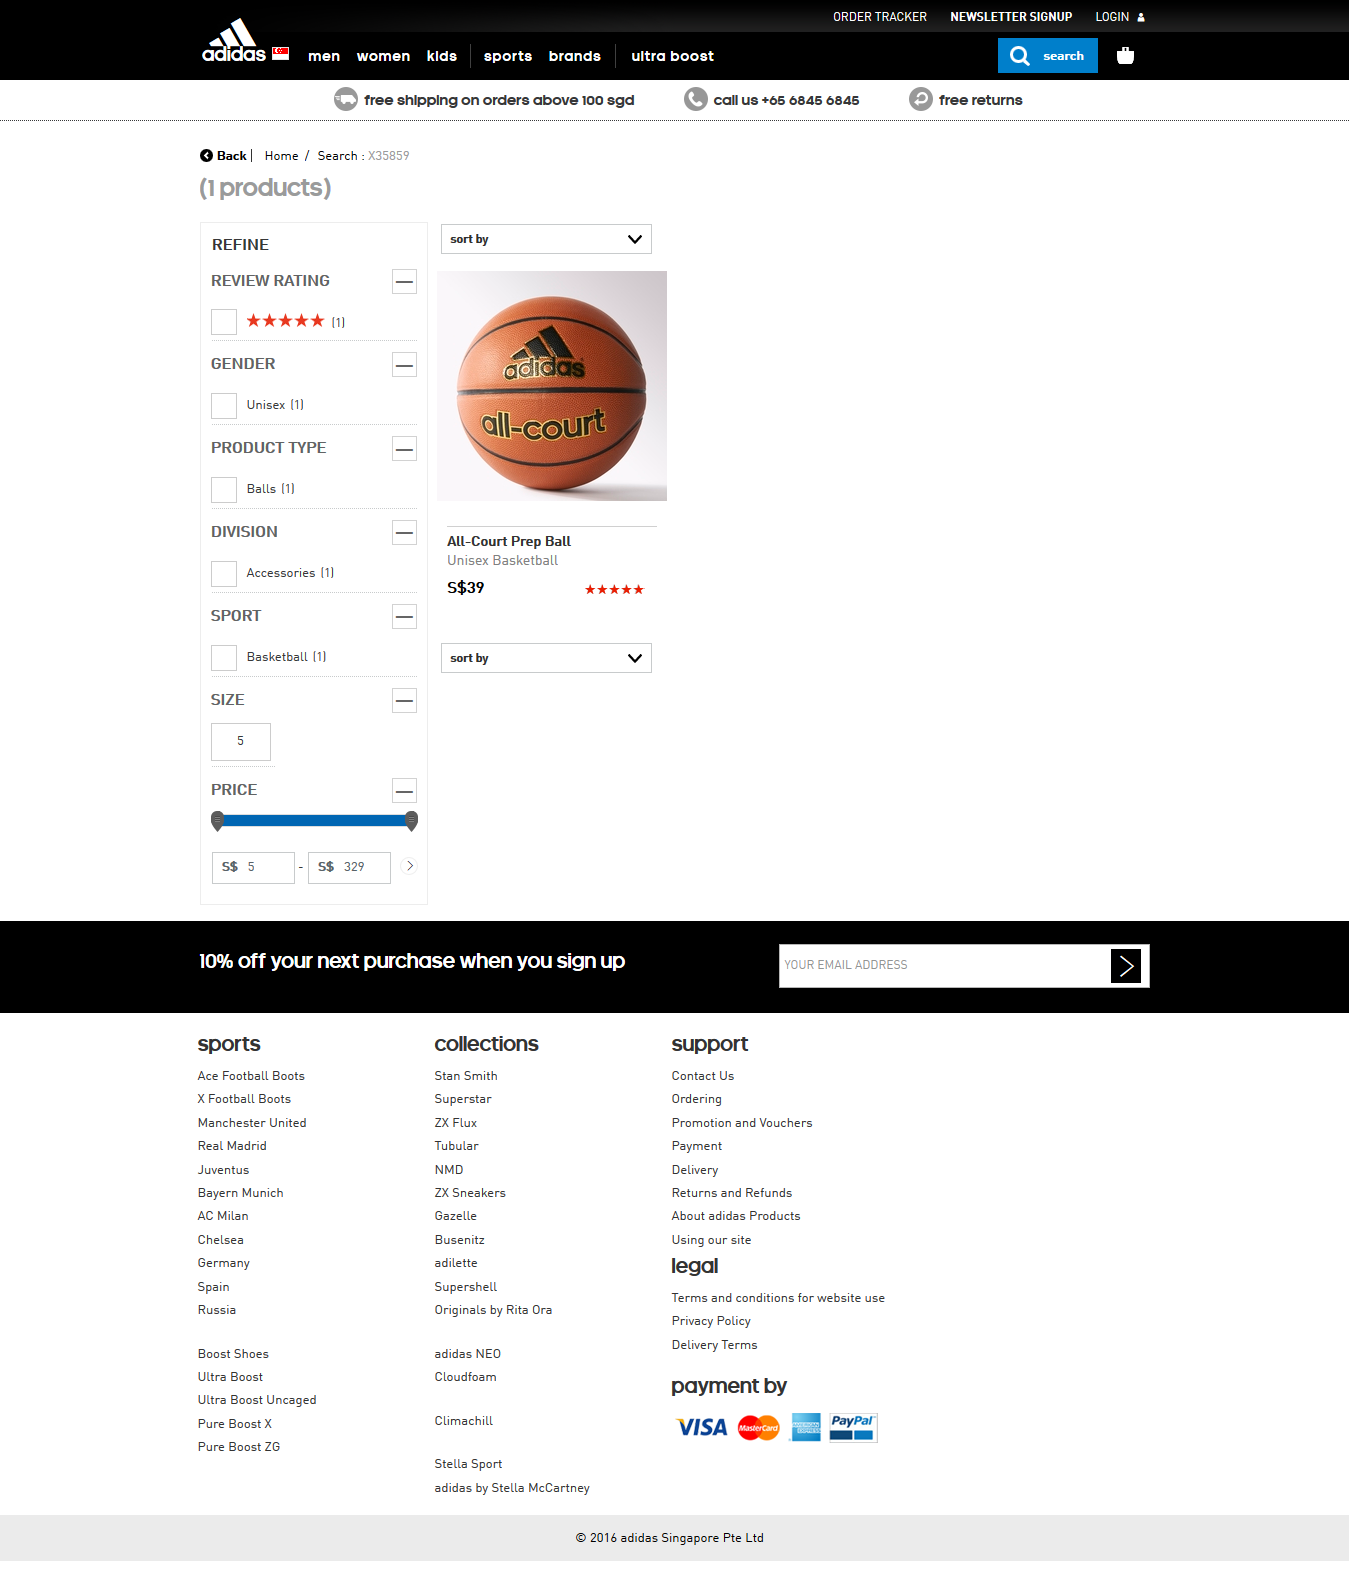 ORDER TRACKER NEWSLETTER SIGNUP LOGIN
adidas men women kids sports brands ultra boost search
free shipping on orders above 100 sgd call us +65 6845 6845 free returns
Back | Home / Search : X35859
(1 products)
REFINE
sort by
REVIEW RATING
(1)
GENDER
Unisex (1)
PRODUCT TYPE
Balls (1)
DIVISION
Accessories (1)
SPORT
Basketball (1)
SIZE
5
PRICE
S$ 5 - S$ 329
adidas
all-court
All-Court Prep Ball
Unisex Basketball
S$39
sort by
10% off your next purchase when you sign up
YOUR EMAIL ADDRESS
sports
Ace Football Boots
X Football Boots
Manchester United
Real Madrid
Juventus
Bayern Munich
AC Milan
Chelsea
Germany
Spain
Russia
Boost Shoes
Ultra Boost
Ultra Boost Uncaged
Pure Boost X
Pure Boost ZG
collections
Stan Smith
Superstar
ZX Flux
Tubular
NMD
ZX Sneakers
Gazelle
Busenitz
adilette
Supershell
Originals by Rita Ora
adidas NEO
Cloudfoam
Climachill
Stella Sport
adidas by Stella McCartney
support
Contact Us
Ordering
Promotion and Vouchers
Payment
Delivery
Returns and Refunds
About adidas Products
Using our site
legal
Terms and conditions for website use
Privacy Policy
Delivery Terms
payment by
VISA MasterCard AMERICAN EXPRESS PayPal
© 2016 adidas Singapore Pte Ltd